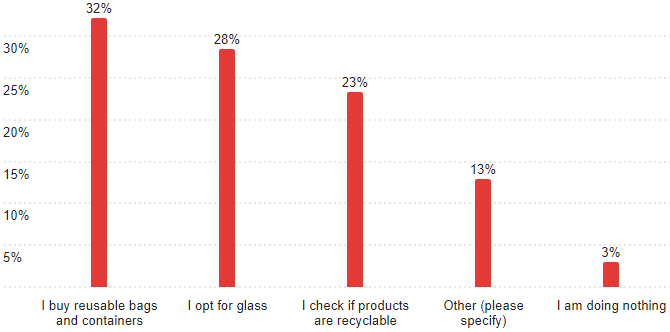 32%
30%
28%
25%
23%
20%
15%
13%
10%
5%
3%
I buy reusable bags
and containers
I opt for glass
I check if products
are recyclable
Other (please
specify)
I am doing nothing